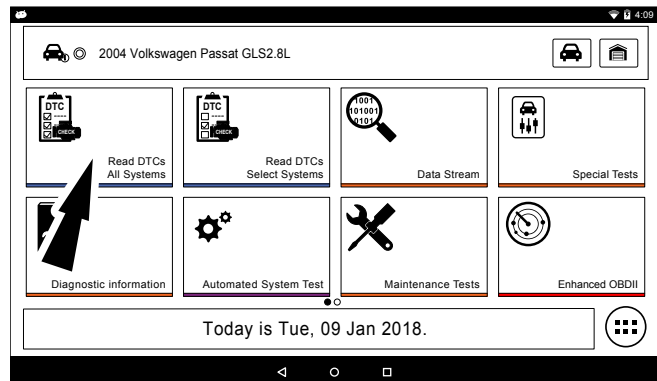 4:09
2004 Volkswagen Passat GLS2.8L
DTC
CHECK
Read DTCs
All Systems
DTC
CHECK
Read DTCs
Select Systems
1001
101001
0101
Data Stream
Special Tests
Diagnostic information
Automated System Test
Maintenance Tests
Enhanced OBDII
Today is Tue, 09 Jan 2018.